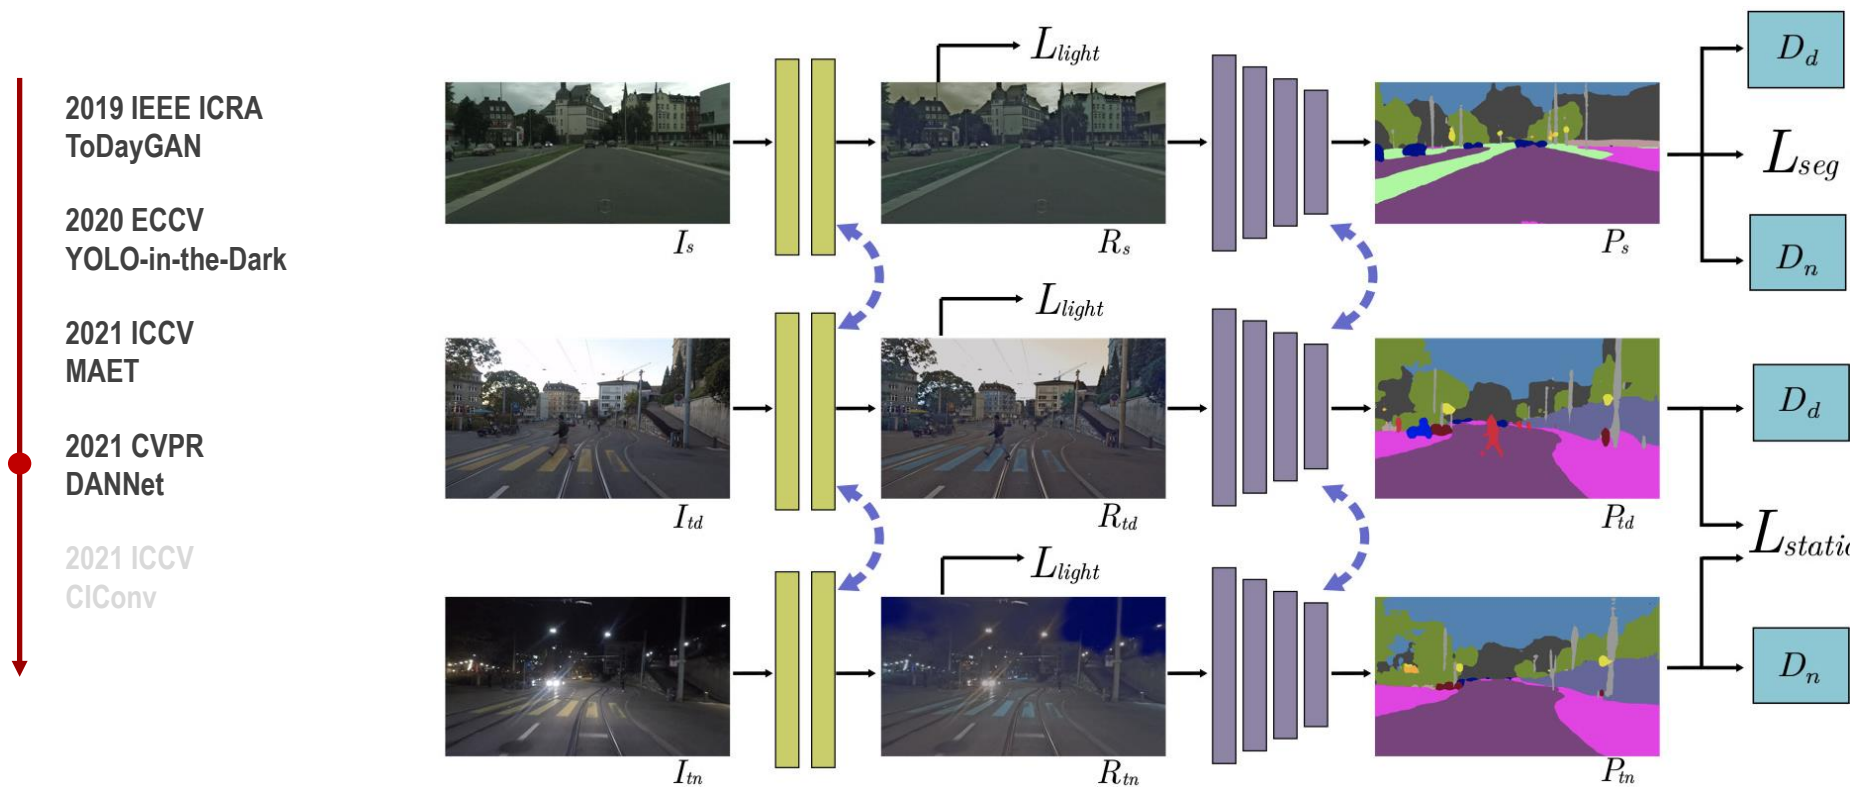 2019 IEEE ICRA
ToDayGAN
2020 ECCV
YOLO-in-the-Dark
2021 ICCV
MAET
2021 CVPR
DANNet
2021 ICCV
CIConv
L_light
D_d
L_seg
D_n
I_s
R_s
P_s
L_light
D_d
I_td
R_td
P_td
L_static
L_light
D_n
I_tn
R_tn
P_tn